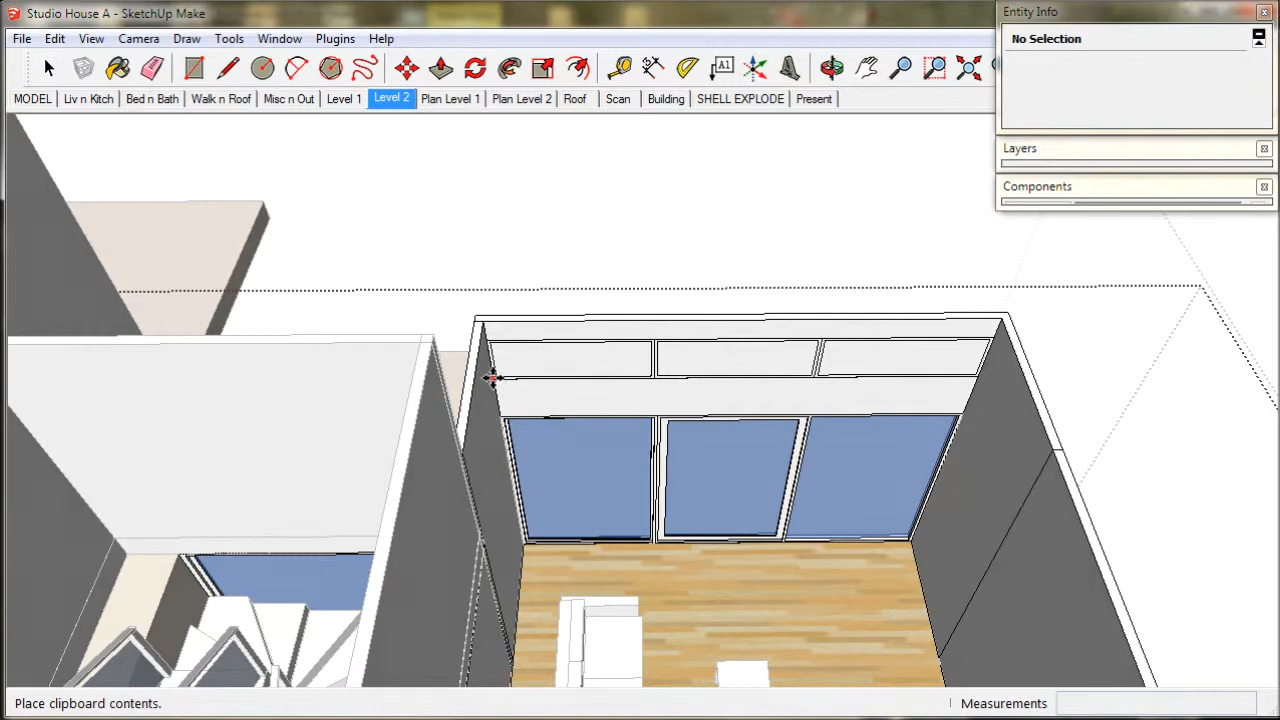 Studio House A - SketchUp Make
Entity Info
File Edit View Camera Draw Tools Window Plugins Help
No Selection
A1
MODEL Liv n Kitch Bed n Bath Walk n Roof Misc n Out Level 1 Level 2 Plan Level 1 Plan Level 2 Roof Scan Building SHELL EXPLODE Present
Layers
Components
Place clipboard contents.
Measurements